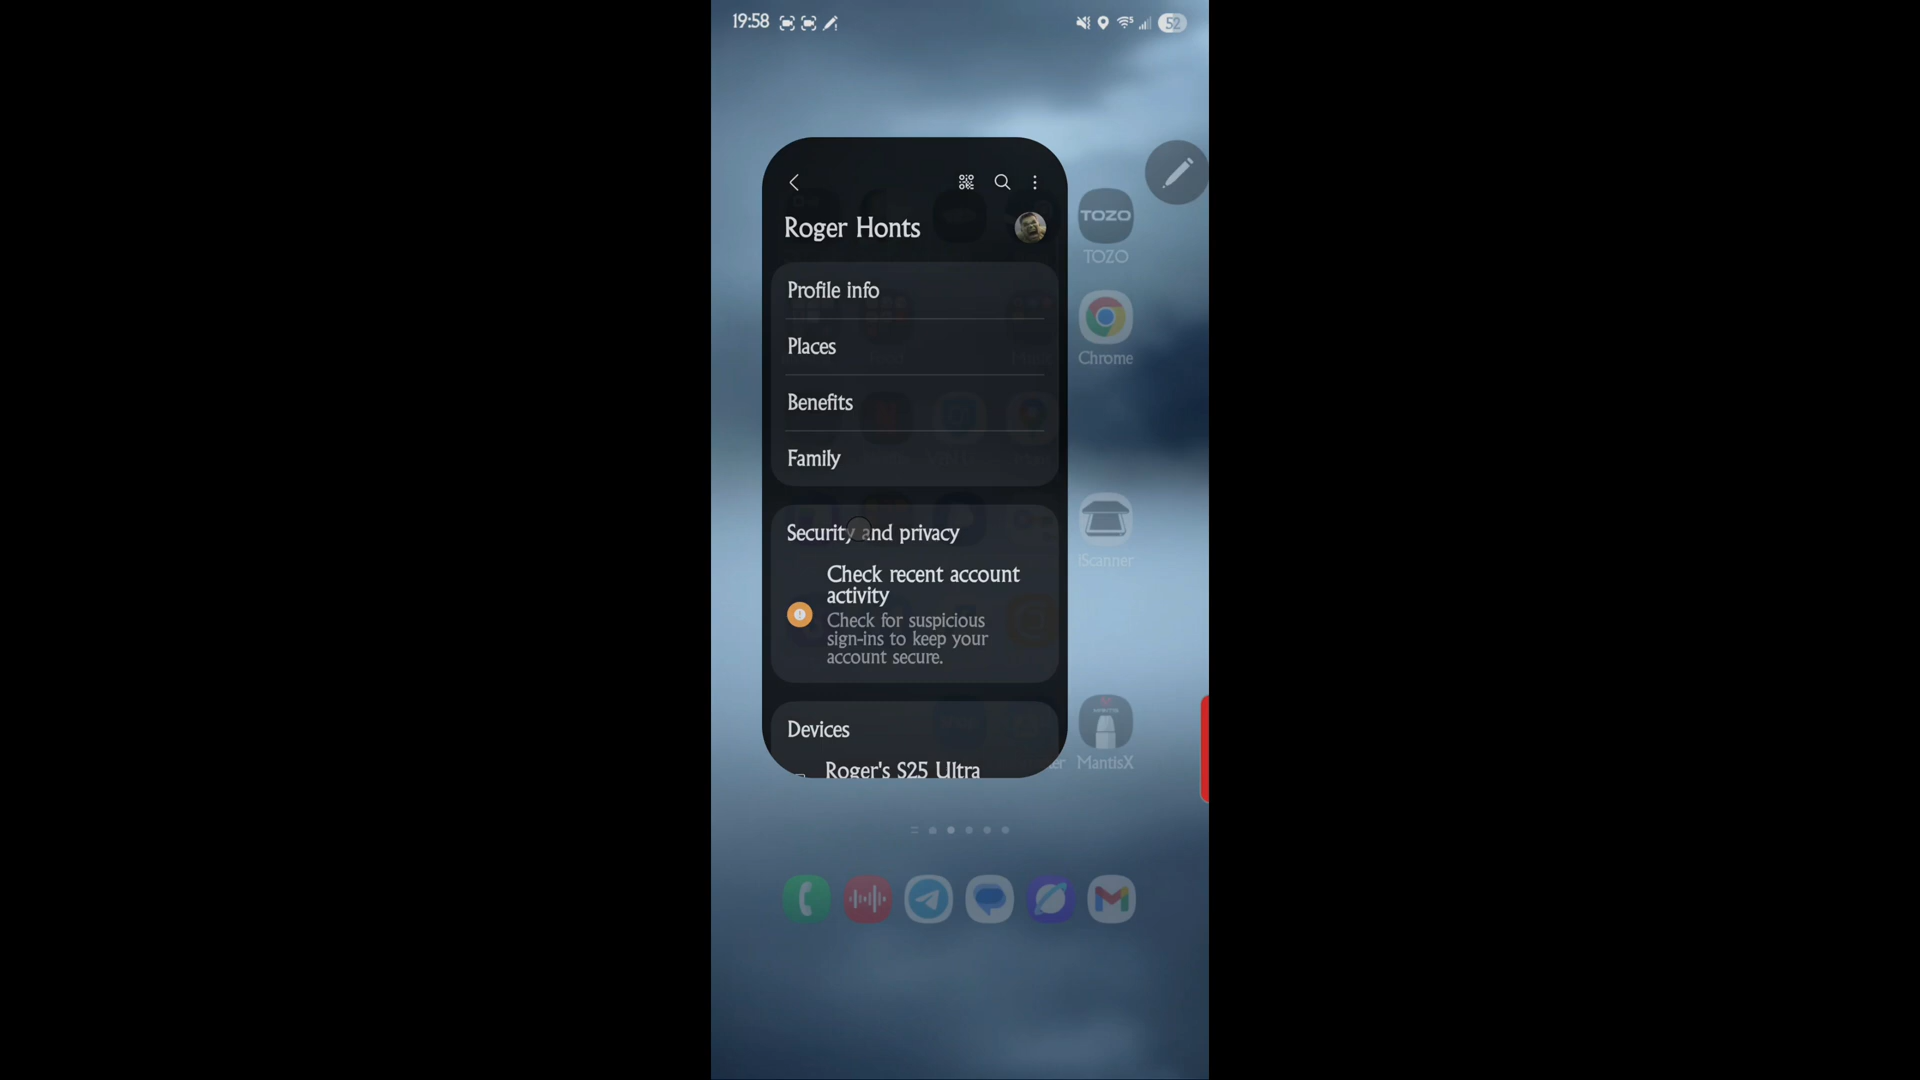 19:58
52
Roger Honts
TOZO
TOZO
Profile info
Places
Chrome
Benefits
Family
Security and privacy
iScanner
Check recent account
activity
Check for suspicious
sign-ins to keep your
account secure.
Devices
MantisX
Roger's S25 Ultra